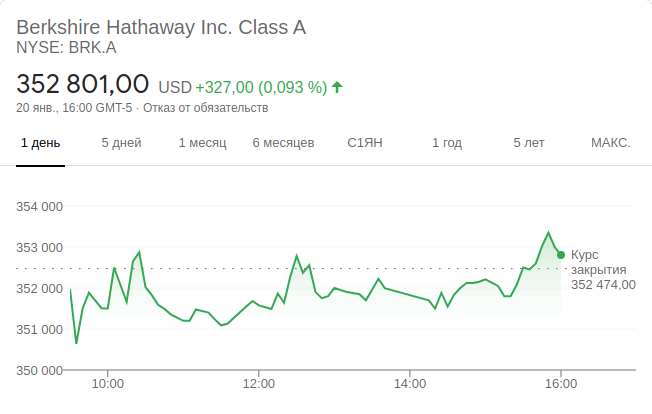 Berkshire Hathaway Inc. Class A
NYSE: BRK.A
352 801,00 USD +327,00 (0,093 %)
20 янв., 16:00 GMT-5 · Отказ от обязательств
1 день 5 дней 1 месяц 6 месяцев С1ЯН 1 год 5 лет МАКС.
354 000
353 000
352 000
351 000
350 000
Курс
закрытия
352 474,00
10:00 12:00 14:00 16:00